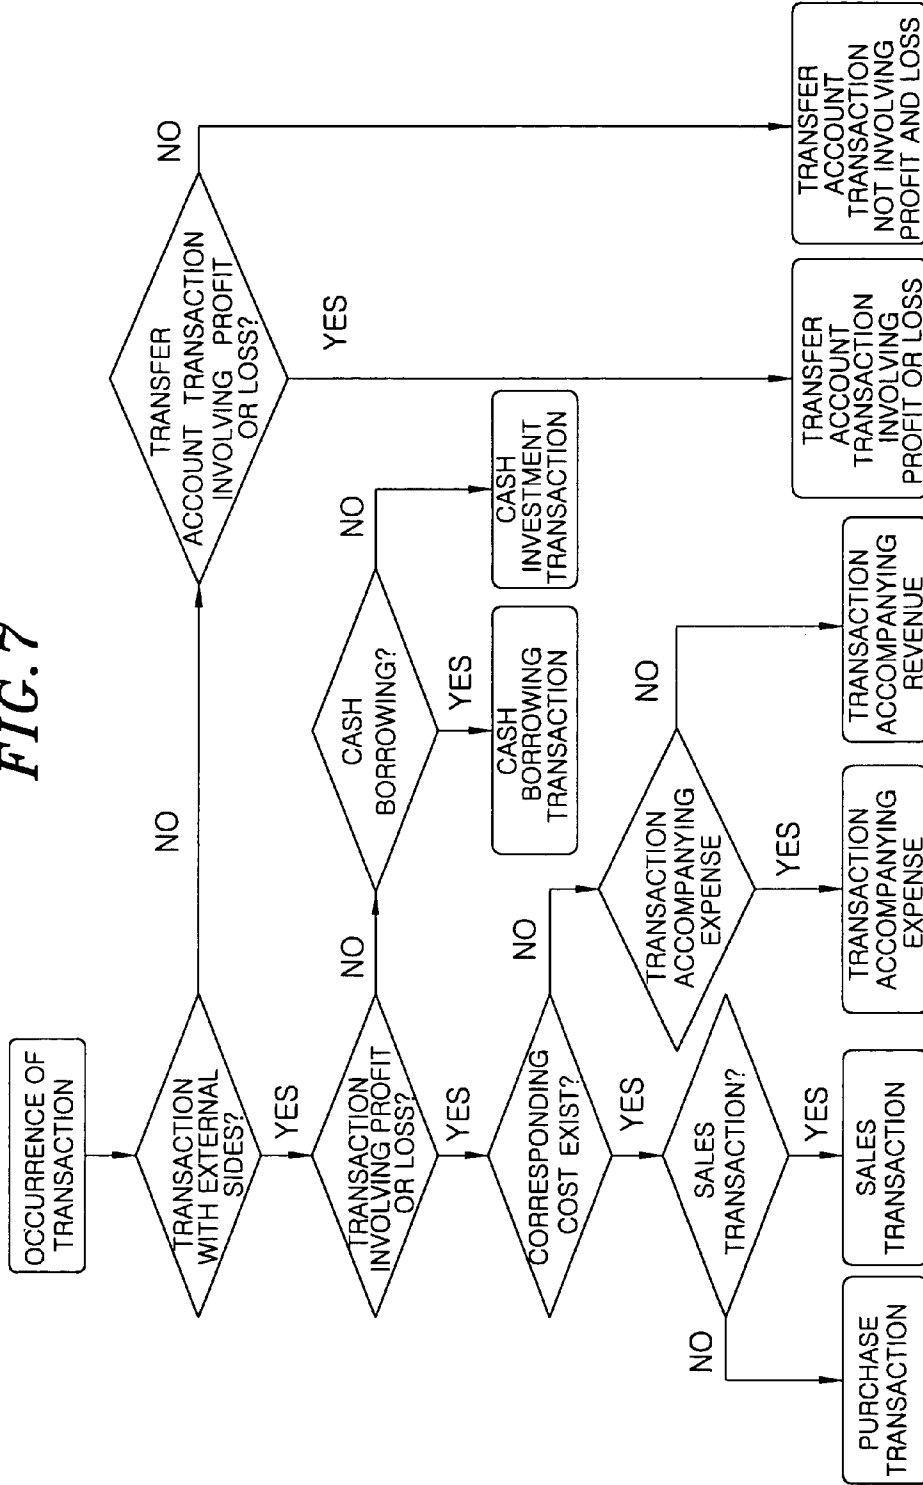 FIG. 7
OCCURRENCE OF
TRANSACTION
TRANSACTION
WITH EXTERNAL
SIDES?
NO
YES
TRANSFER
ACCOUNT TRANSACTION
INVOLVING PROFIT
OR LOSS?
NO
YES
TRANSACTION
INVOLVING PROFIT
OR LOSS?
NO
YES
CASH
BORROWING?
NO
YES
CASH
BORROWING
TRANSACTION
CASH
INVESTMENT
TRANSACTION
CORRESPONDING
COST EXIST?
NO
YES
TRANSACTION
ACCOMPANYING
EXPENSE
NO
YES
SALES
TRANSACTION?
NO
YES
PURCHASE
TRANSACTION
SALES
TRANSACTION
TRANSACTION
ACCOMPANYING
EXPENSE
TRANSACTION
ACCOMPANYING
REVENUE
TRANSFER
ACCOUNT
TRANSACTION
INVOLVING
PROFIT OR LOSS
TRANSFER
ACCOUNT
TRANSACTION
NOT INVOLVING
PROFIT AND LOSS